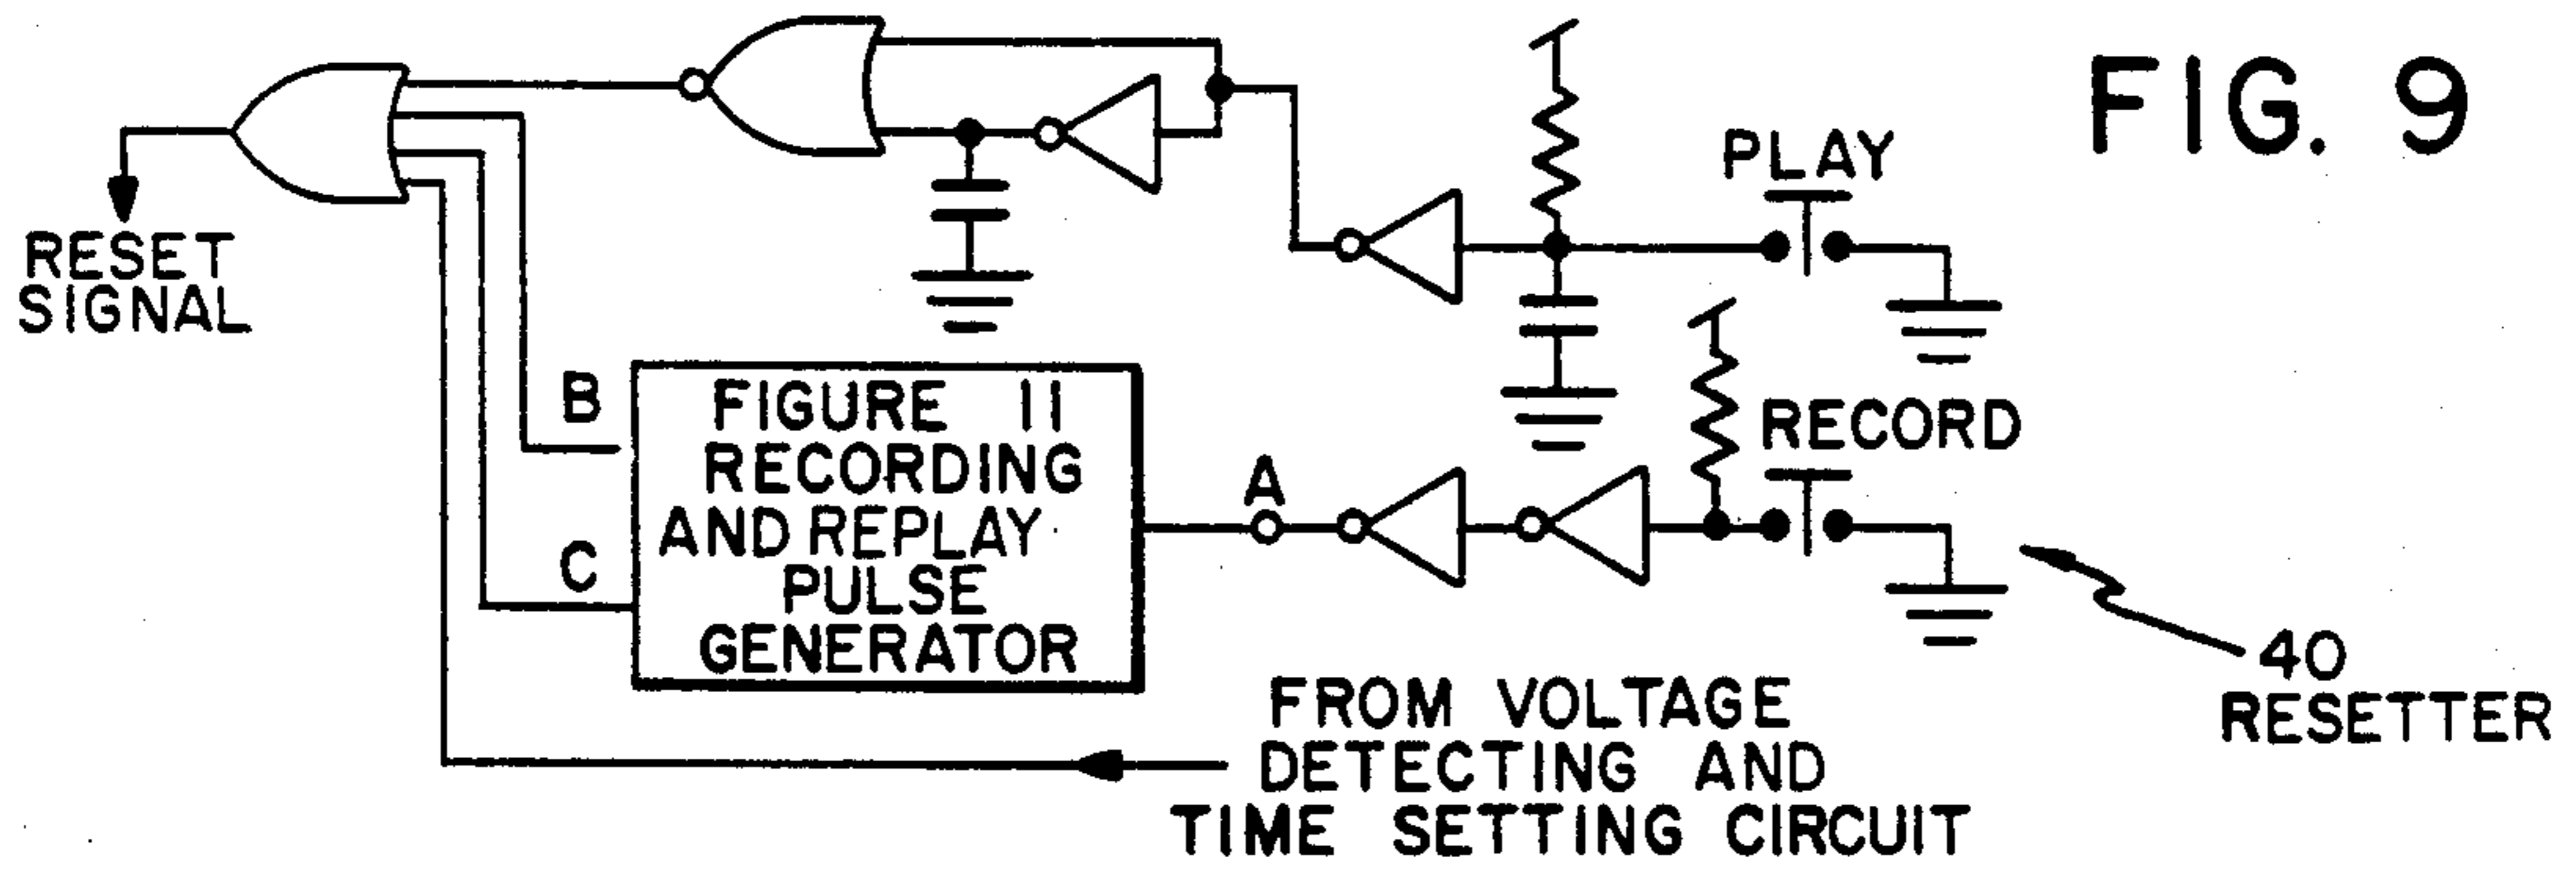 FIG. 9
PLAY
RESET
SIGNAL
B
FIGURE 11
RECORDING
AND REPLAY
PULSE
GENERATOR
C
A
RECORD
40
RESETTER
FROM VOLTAGE
DETECTING AND
TIME SETTING CIRCUIT